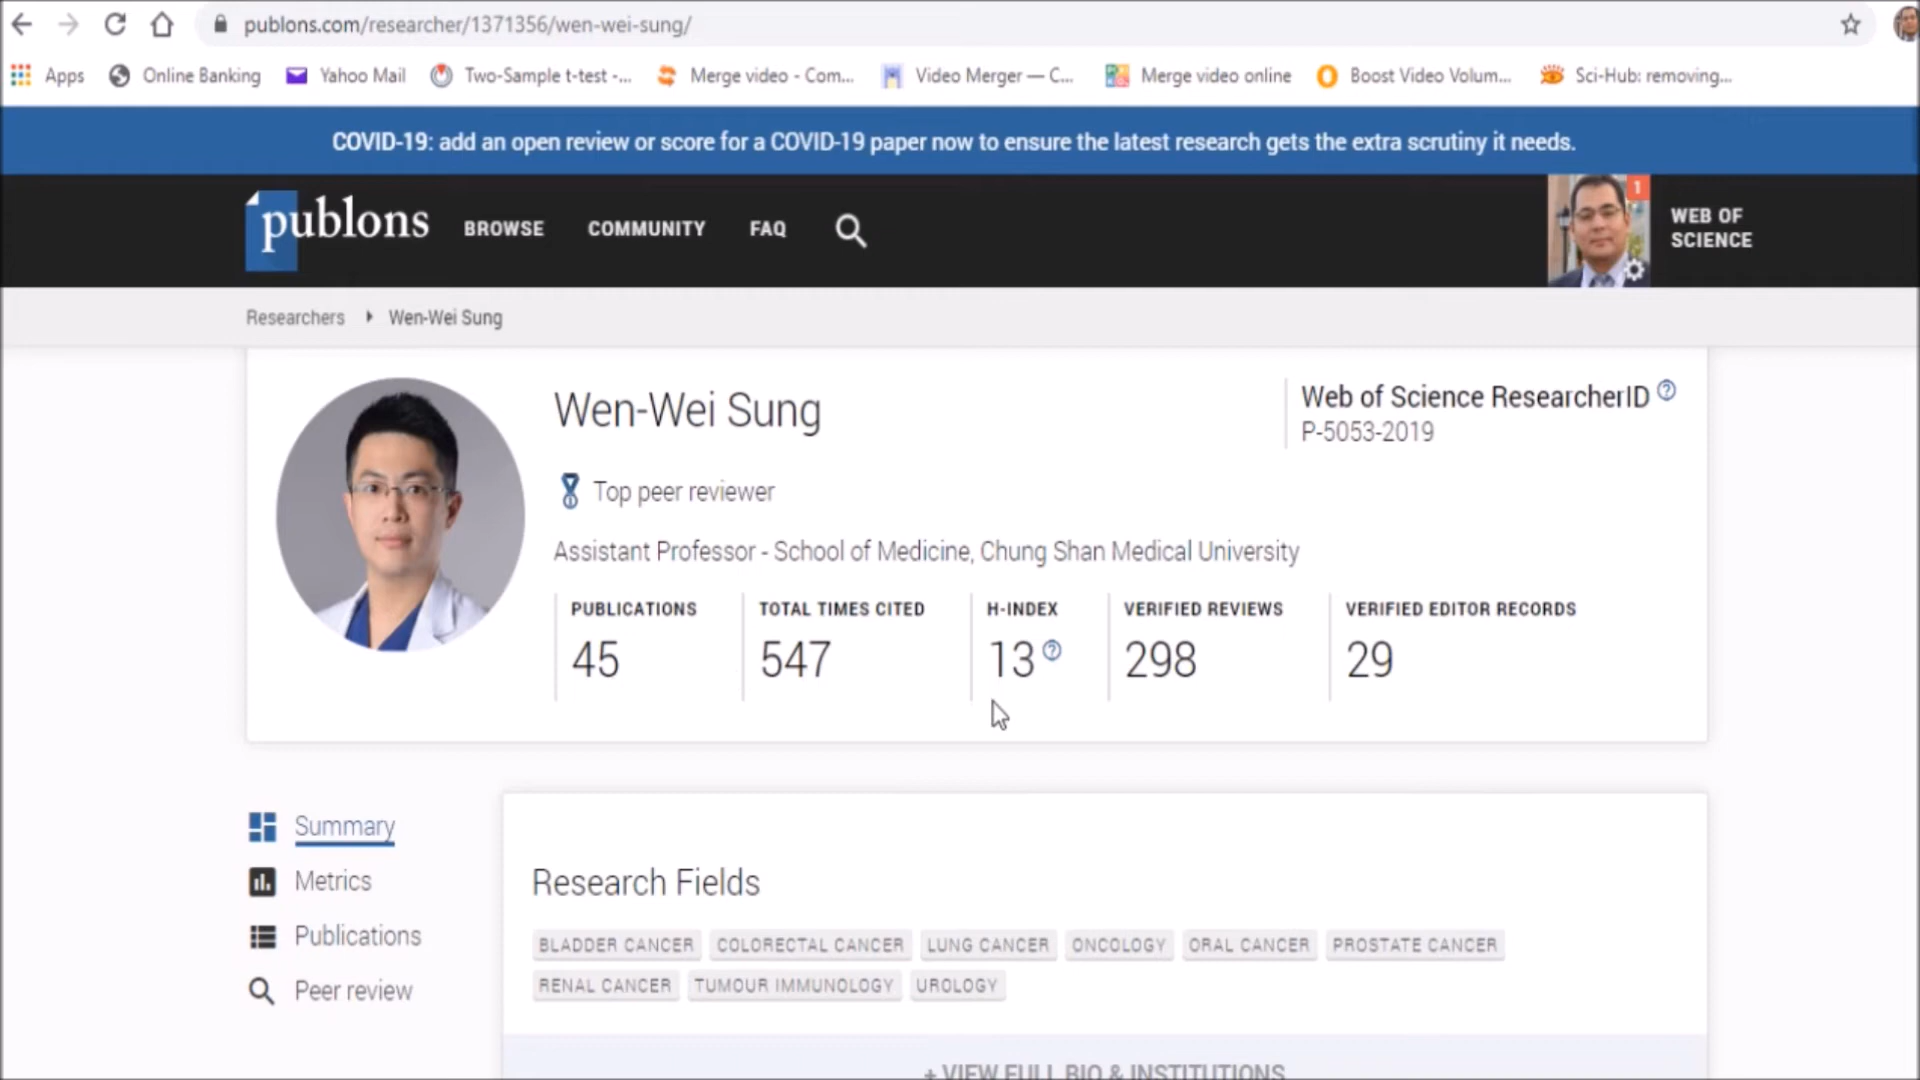 publons.com/researcher/1371356/wen-wei-sung/
Apps Online Banking Yahoo Mail Two-Sample t-test -... Merge video - Com... Video Merger — C... Merge video online Boost Video Volum... Sci-Hub: removing...
COVID-19: add an open review or score for a COVID-19 paper now to ensure the latest research gets the extra scrutiny it needs.
publons BROWSE COMMUNITY FAQ 1 WEB OF SCIENCE
Researchers Wen-Wei Sung
Wen-Wei Sung
Web of Science ResearcherID ?
P-5053-2019
Top peer reviewer
Assistant Professor - School of Medicine, Chung Shan Medical University
PUBLICATIONS TOTAL TIMES CITED H-INDEX VERIFIED REVIEWS VERIFIED EDITOR RECORDS
45 547 13 ? 298 29
Summary
Metrics
Publications
Peer review
Research Fields
BLADDER CANCER COLORECTAL CANCER LUNG CANCER ONCOLOGY ORAL CANCER PROSTATE CANCER
RENAL CANCER TUMOUR IMMUNOLOGY UROLOGY
+ VIEW FULL BIO & INSTITUTIONS